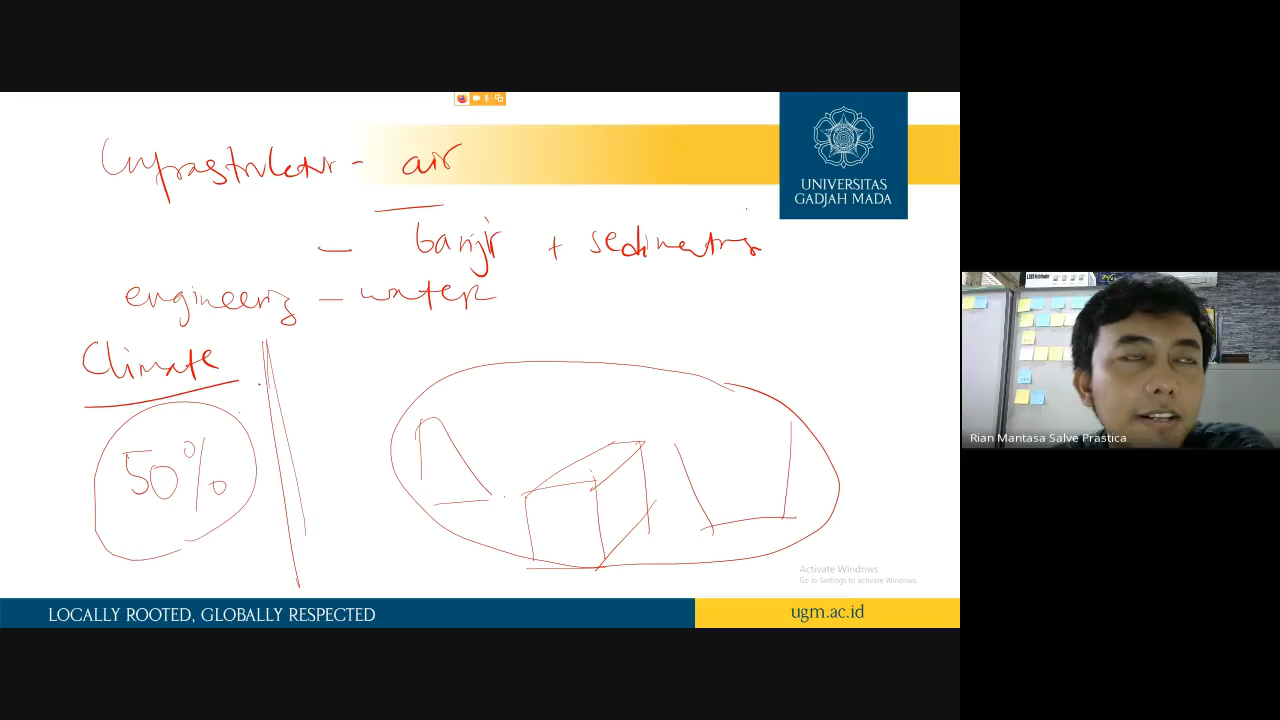 Infrastruktur - air
UNIVERSITAS
GADJAH MADA
- banjir + sedimentasi
engineering - water
Climate
50%
Rian Mantasa Salve Prastica
Activate Windows
Go to Settings to activate Windows.
LOCALLY ROOTED, GLOBALLY RESPECTED
ugm.ac.id